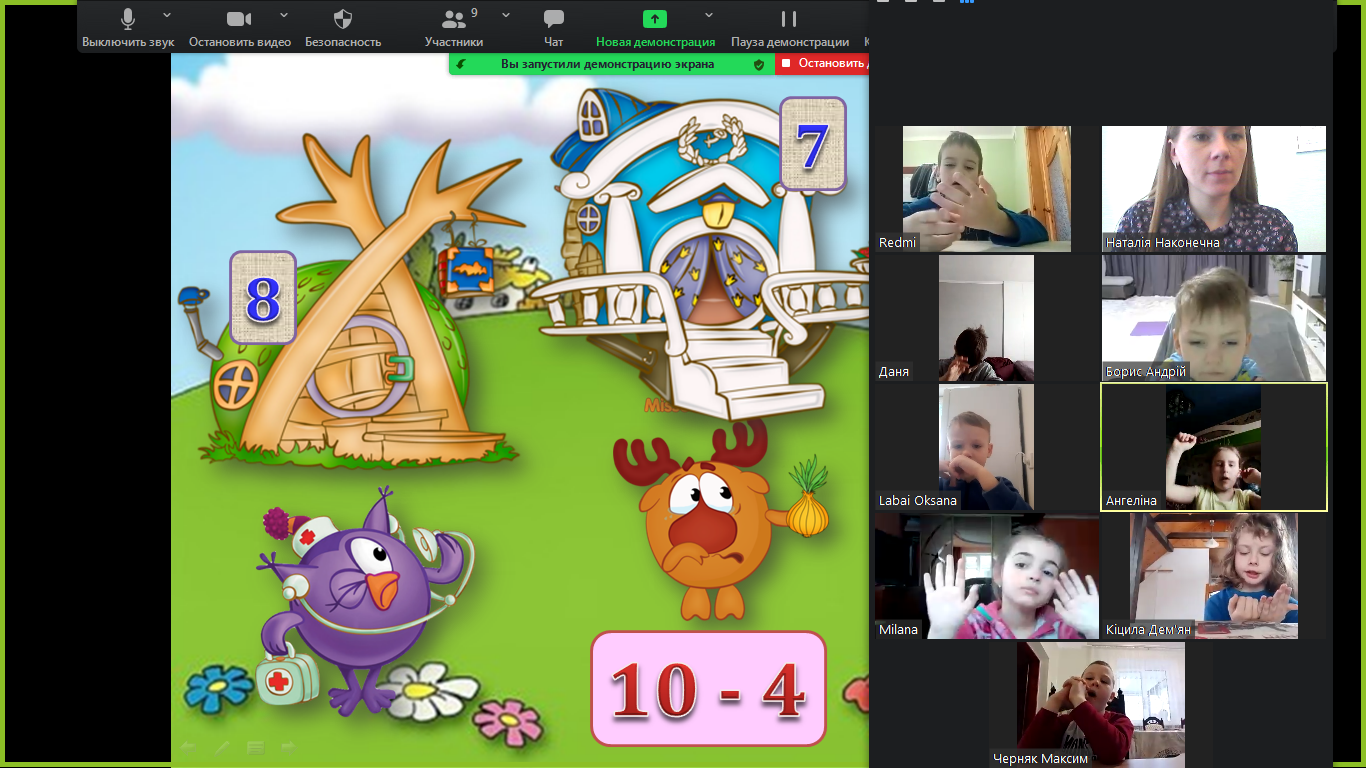 9
Выключить звук
Остановить видео
Безопасность
Участники
Чат
Новая демонстрация
Пауза демонстрации
Вы запустили демонстрацию экрана
Остановить
7
8
10 - 4
Redmi
Наталія Наконечна
Даня
Борис Андрій
Labai Oksana
Ангеліна
Milana
Кіцила Дем'ян
Черняк Максим